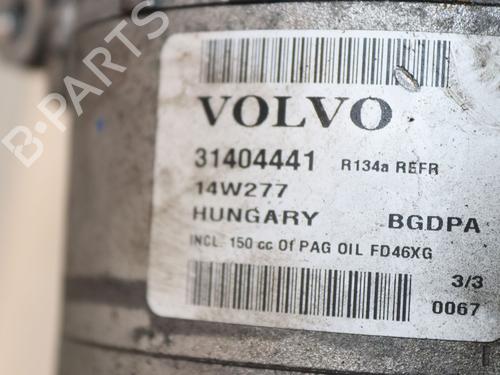 B-PARTS
VOLVO
31404441 R134a REFR
14W277
HUNGARY BGDPA
INCL. 150 cc Of PAG OIL FD46XG
3/3
0067